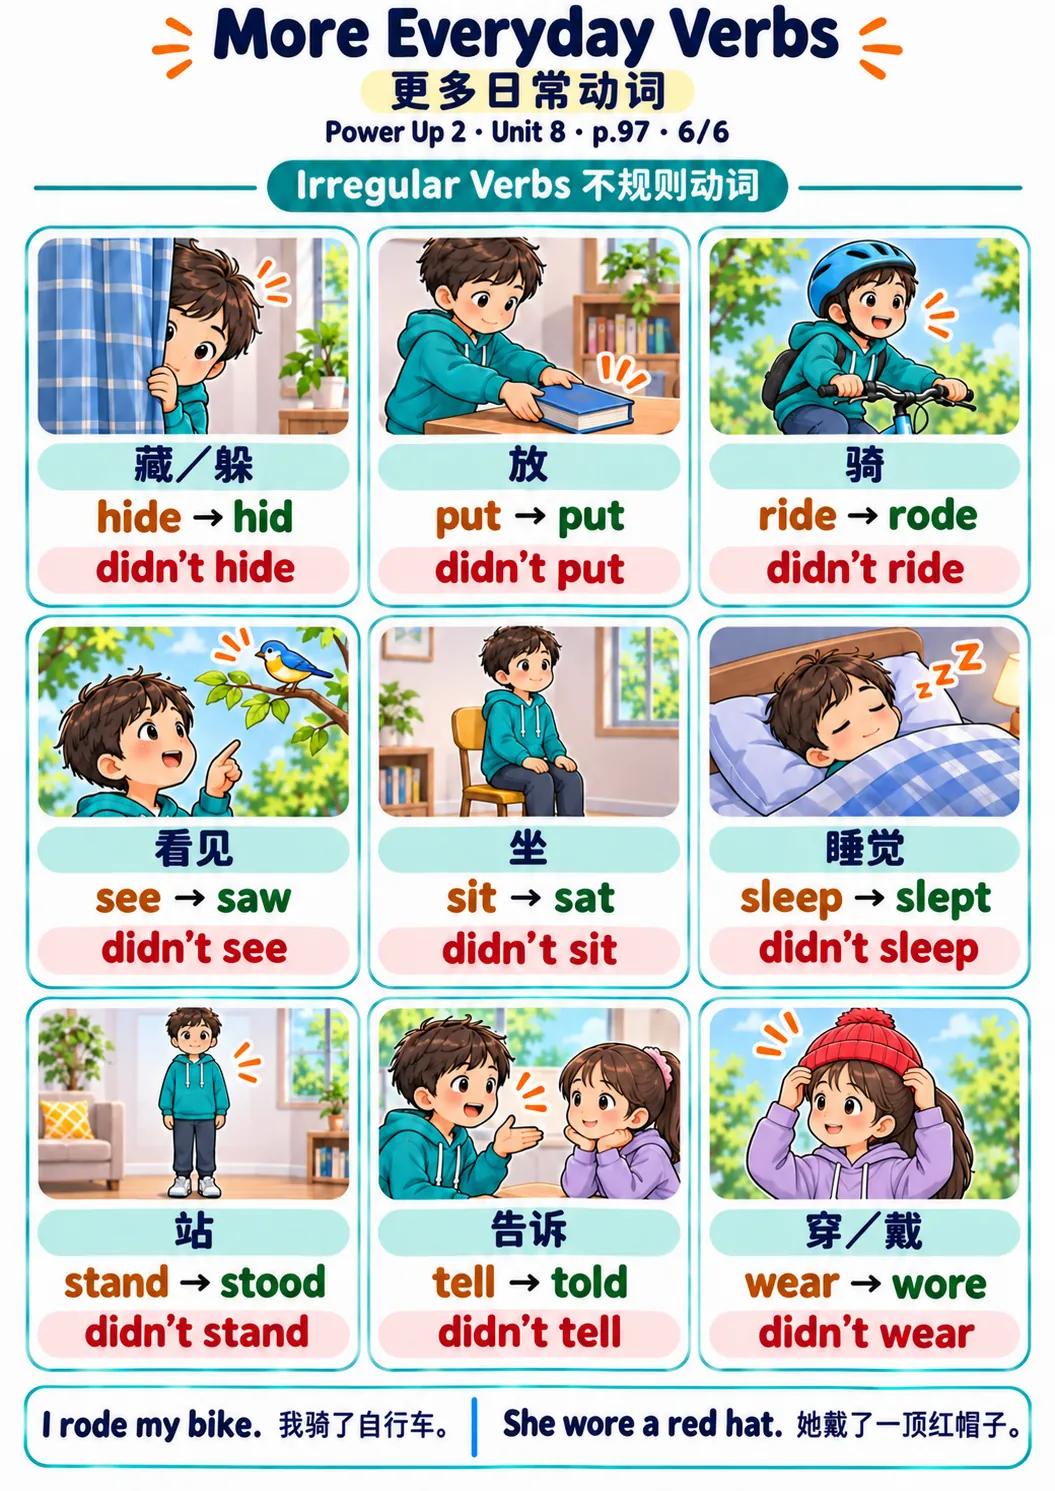 More Everyday Verbs
更多日常动词
Power Up 2 · Unit 8 · p.97 · 6/6
Irregular Verbs 不规则动词
藏／躲
hide → hid
didn't hide
放
put → put
didn't put
骑
ride → rode
didn't ride
看见
see → saw
didn't see
坐
sit → sat
didn't sit
zzZ
睡觉
sleep → slept
didn't sleep
站
stand → stood
didn't stand
告诉
tell → told
didn't tell
穿／戴
wear → wore
didn't wear
I rode my bike. 我骑了自行车。
She wore a red hat. 她戴了一顶红帽子。